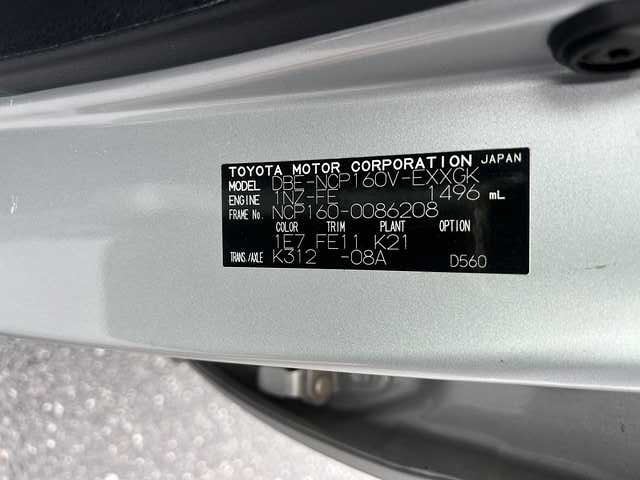 TOYOTA MOTOR CORPORATION JAPAN
MODEL DBE-NCP160V-EXXGK
ENGINE 1NZ-FE 1496 mL
FRAME No. NCP160-0086208
COLOR TRIM PLANT OPTION
1E7 FE11 K21
TRANS./AXLE K312 -08A D560